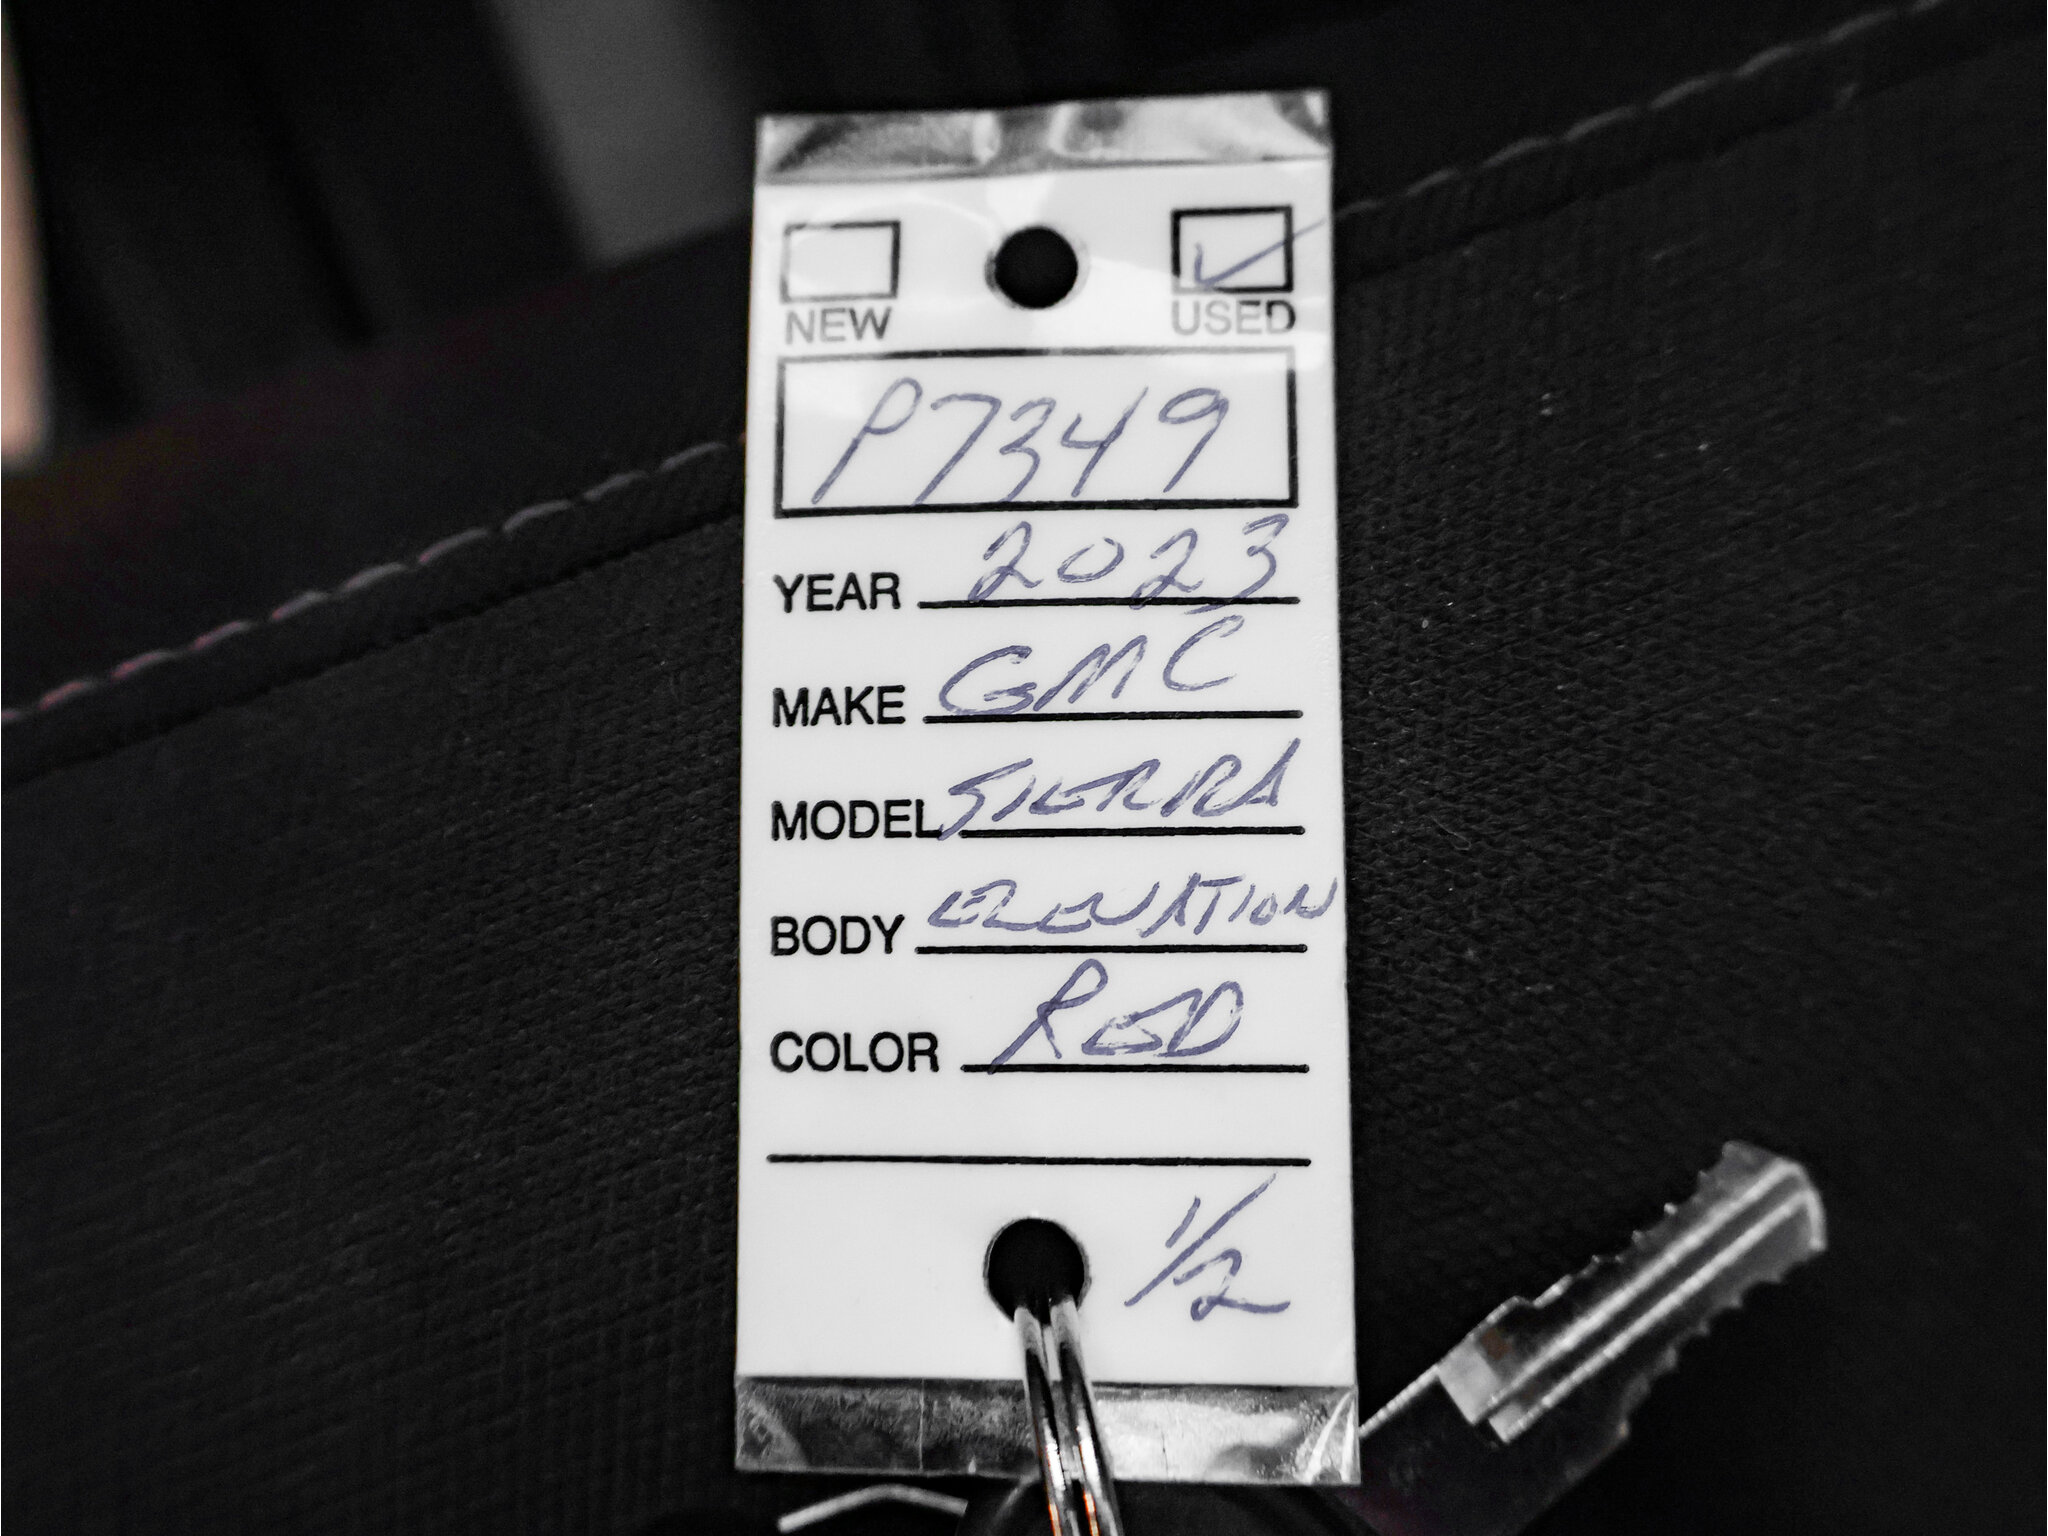 NEW USED
P7349
YEAR 2023
MAKE GMC
MODEL SIERRA
BODY ELEVATION
COLOR RED
1/2